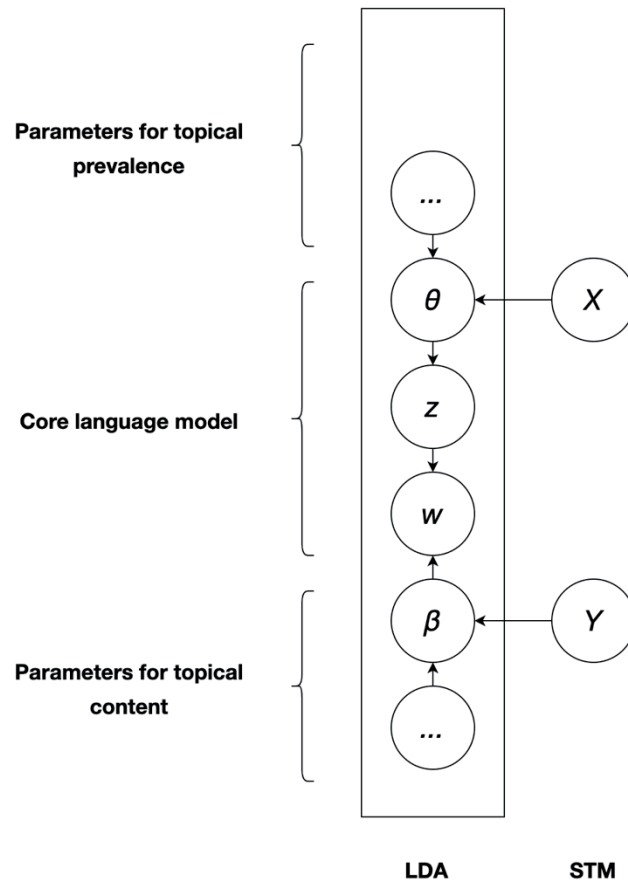 Parameters for topical
prevalence
...
θ
X
Core language model
z
w
β
Y
Parameters for topical
content
...
LDA
STM